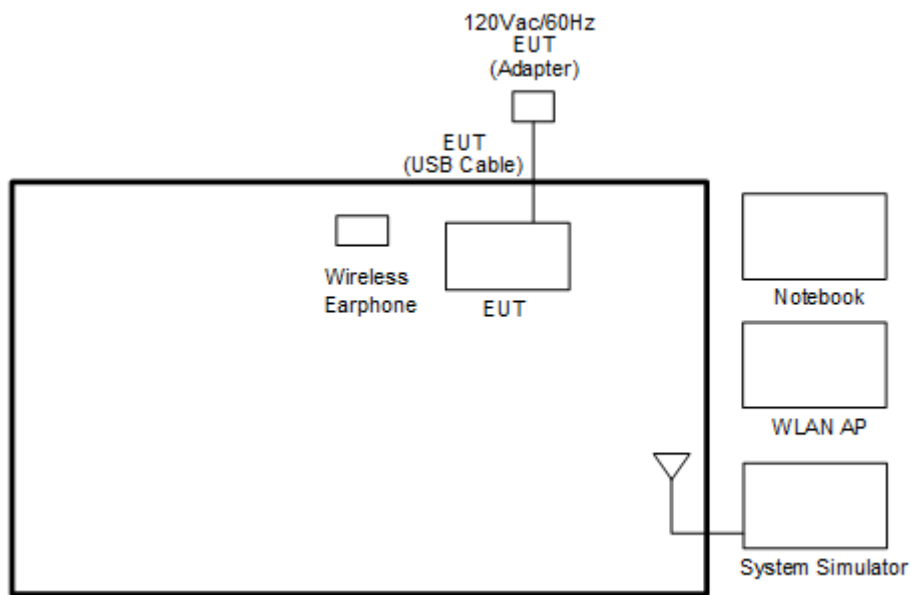 120Vac/60Hz
EUT
(Adapter)
EUT
(USB Cable)
Wireless
Earphone
EUT
Notebook
WLAN AP
System Simulator